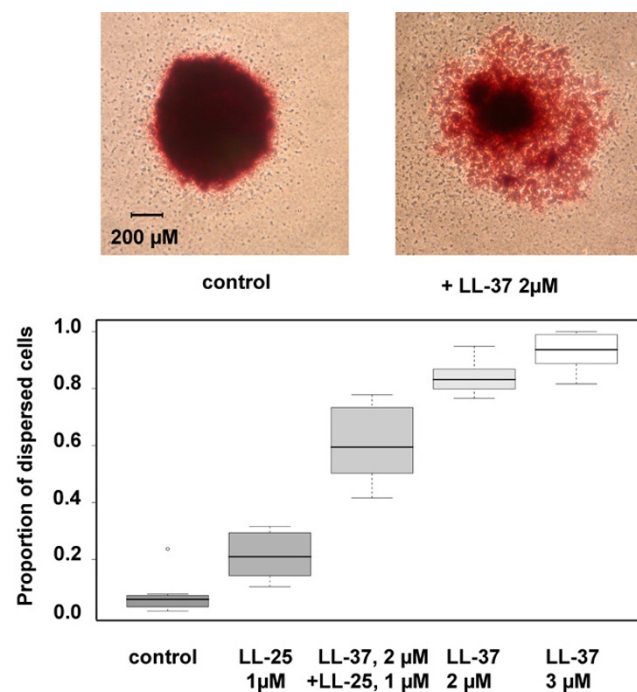 200 µM
control
+ LL-37 2µM
Proportion of dispersed cells
1.0
0.8
0.6
0.4
0.2
0.0
control
LL-25
1µM
LL-37, 2 µM
+LL-25, 1 µM
LL-37
2 µM
LL-37
3 µM